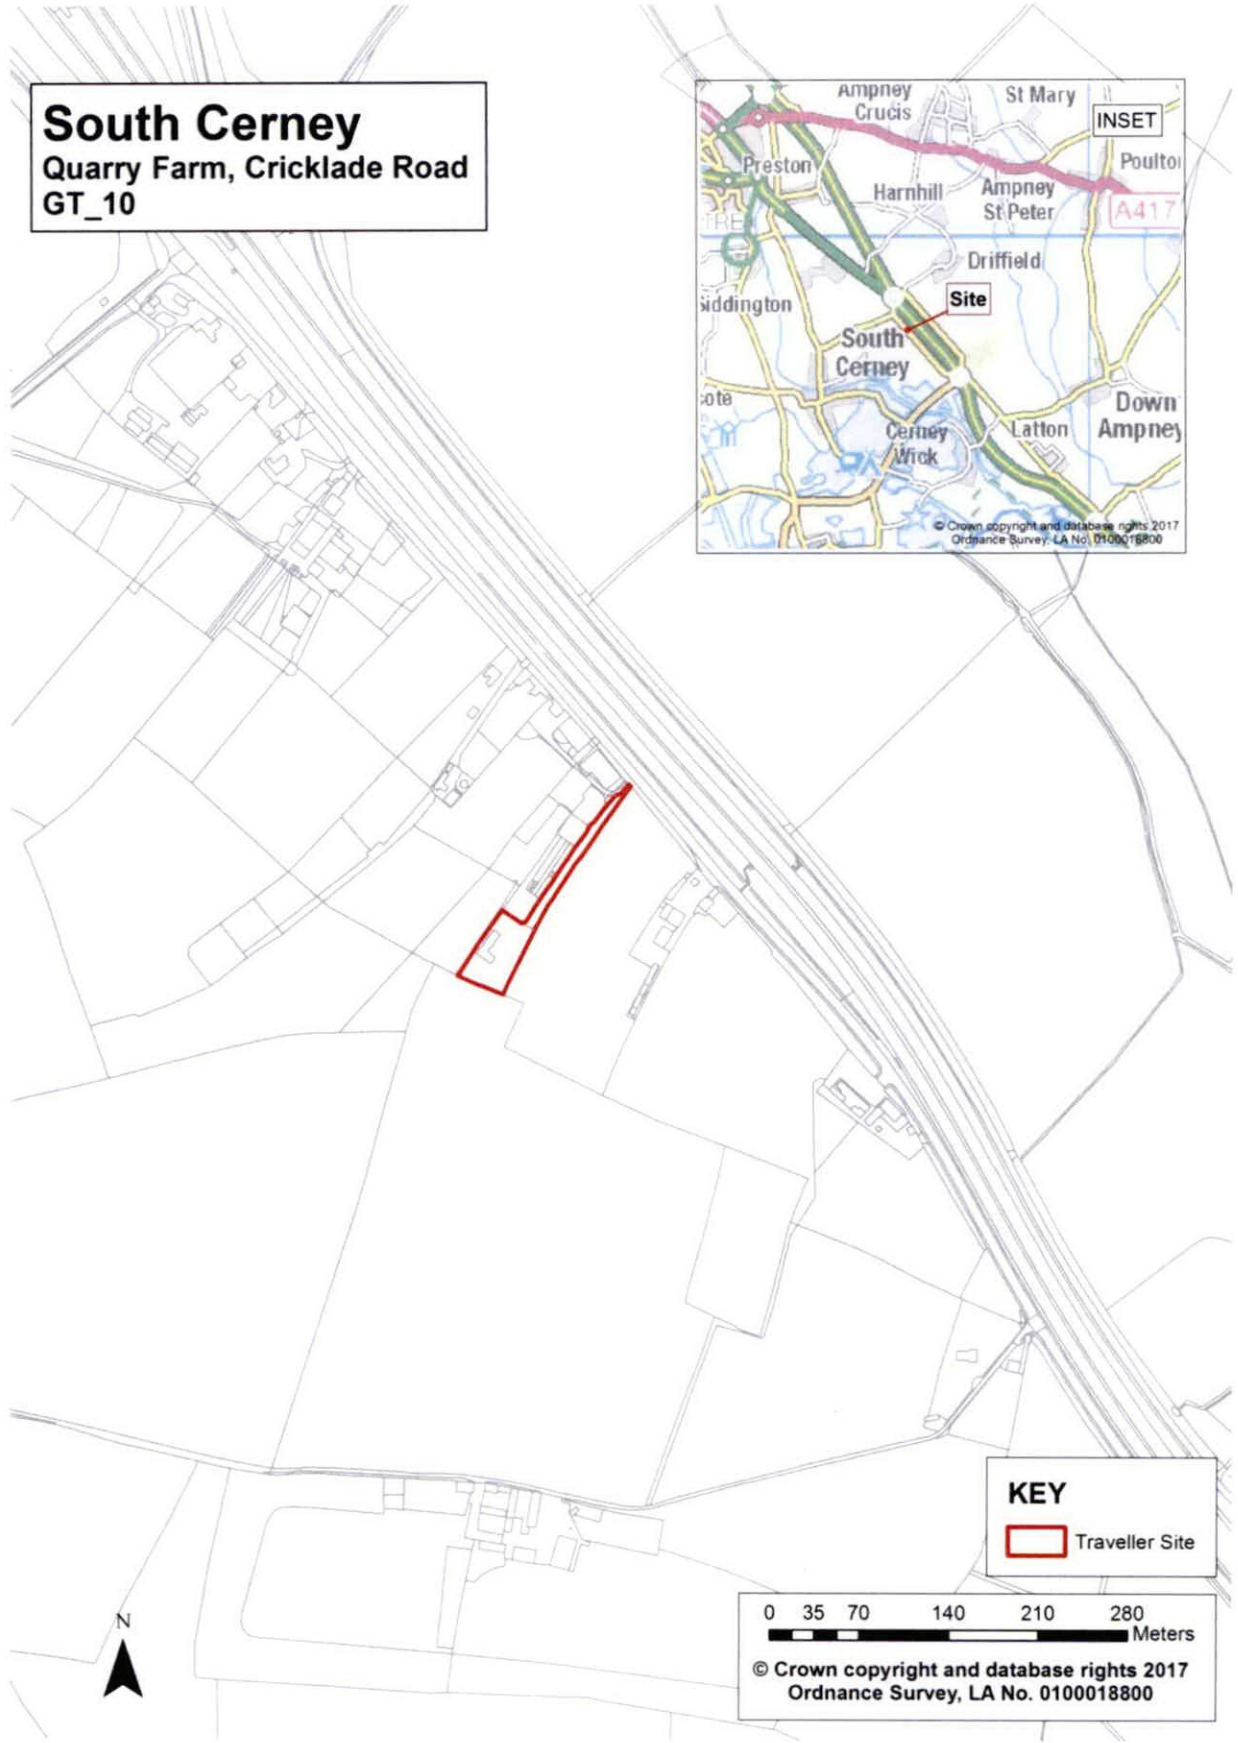 South Cerney
Quarry Farm, Cricklade Road
GT_10
Ampney
Crucis
St Mary
INSET
Preston
Harnhill
Ampney
St Peter
A417
Driffield
Site
South
Cerney
Cerney
Wick
Latton
Down
Ampney
© Crown copyright and database rights 2017
Ordnance Survey, LA No. 0100018800
KEY
Traveller Site
N
0 35 70 140 210 280
Meters
© Crown copyright and database rights 2017
Ordnance Survey, LA No. 0100018800